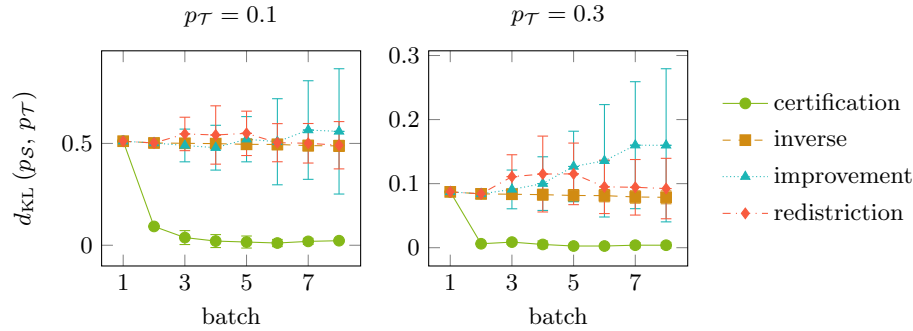 p_𝒯 = 0.1
p_𝒯 = 0.3
d_KL (p_S, p_𝒯)
0.5
0
1
3
5
7
batch
0.3
0.2
0.1
0
1
3
5
7
batch
certification
inverse
improvement
redistriction